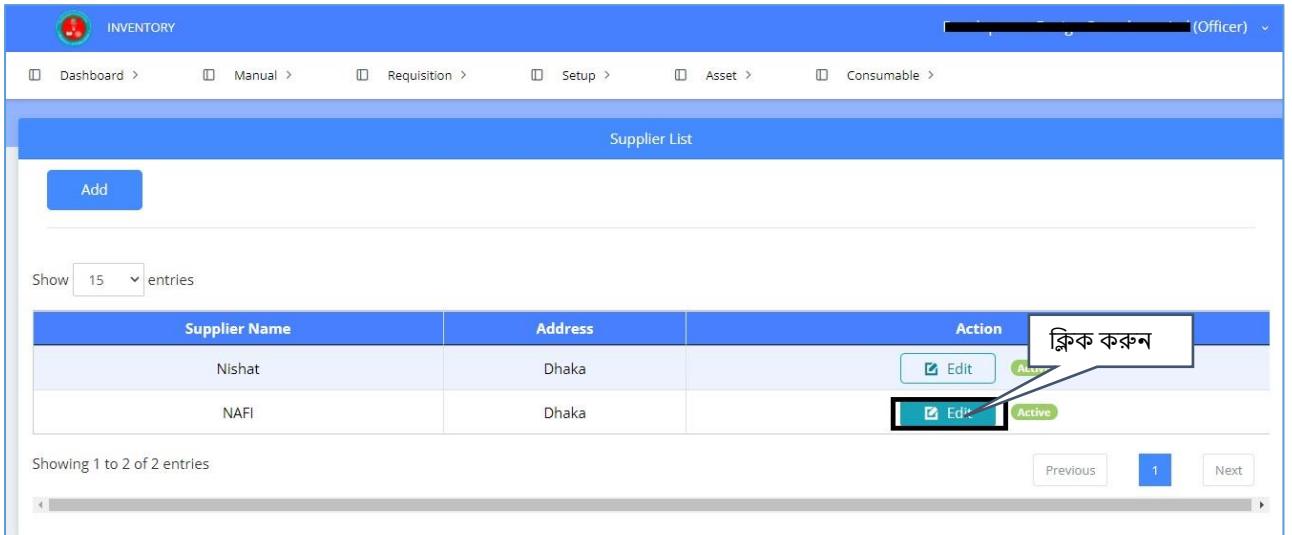 INVENTORY
(Officer)
Dashboard > Manual > Requisition > Setup > Asset > Consumable >
Supplier List
Add
Show 15 entries
Supplier Name Address Action
ক্লিক করুন
Nishat Dhaka Edit
NAFI Dhaka Edit Active
Showing 1 to 2 of 2 entries
Previous 1 Next